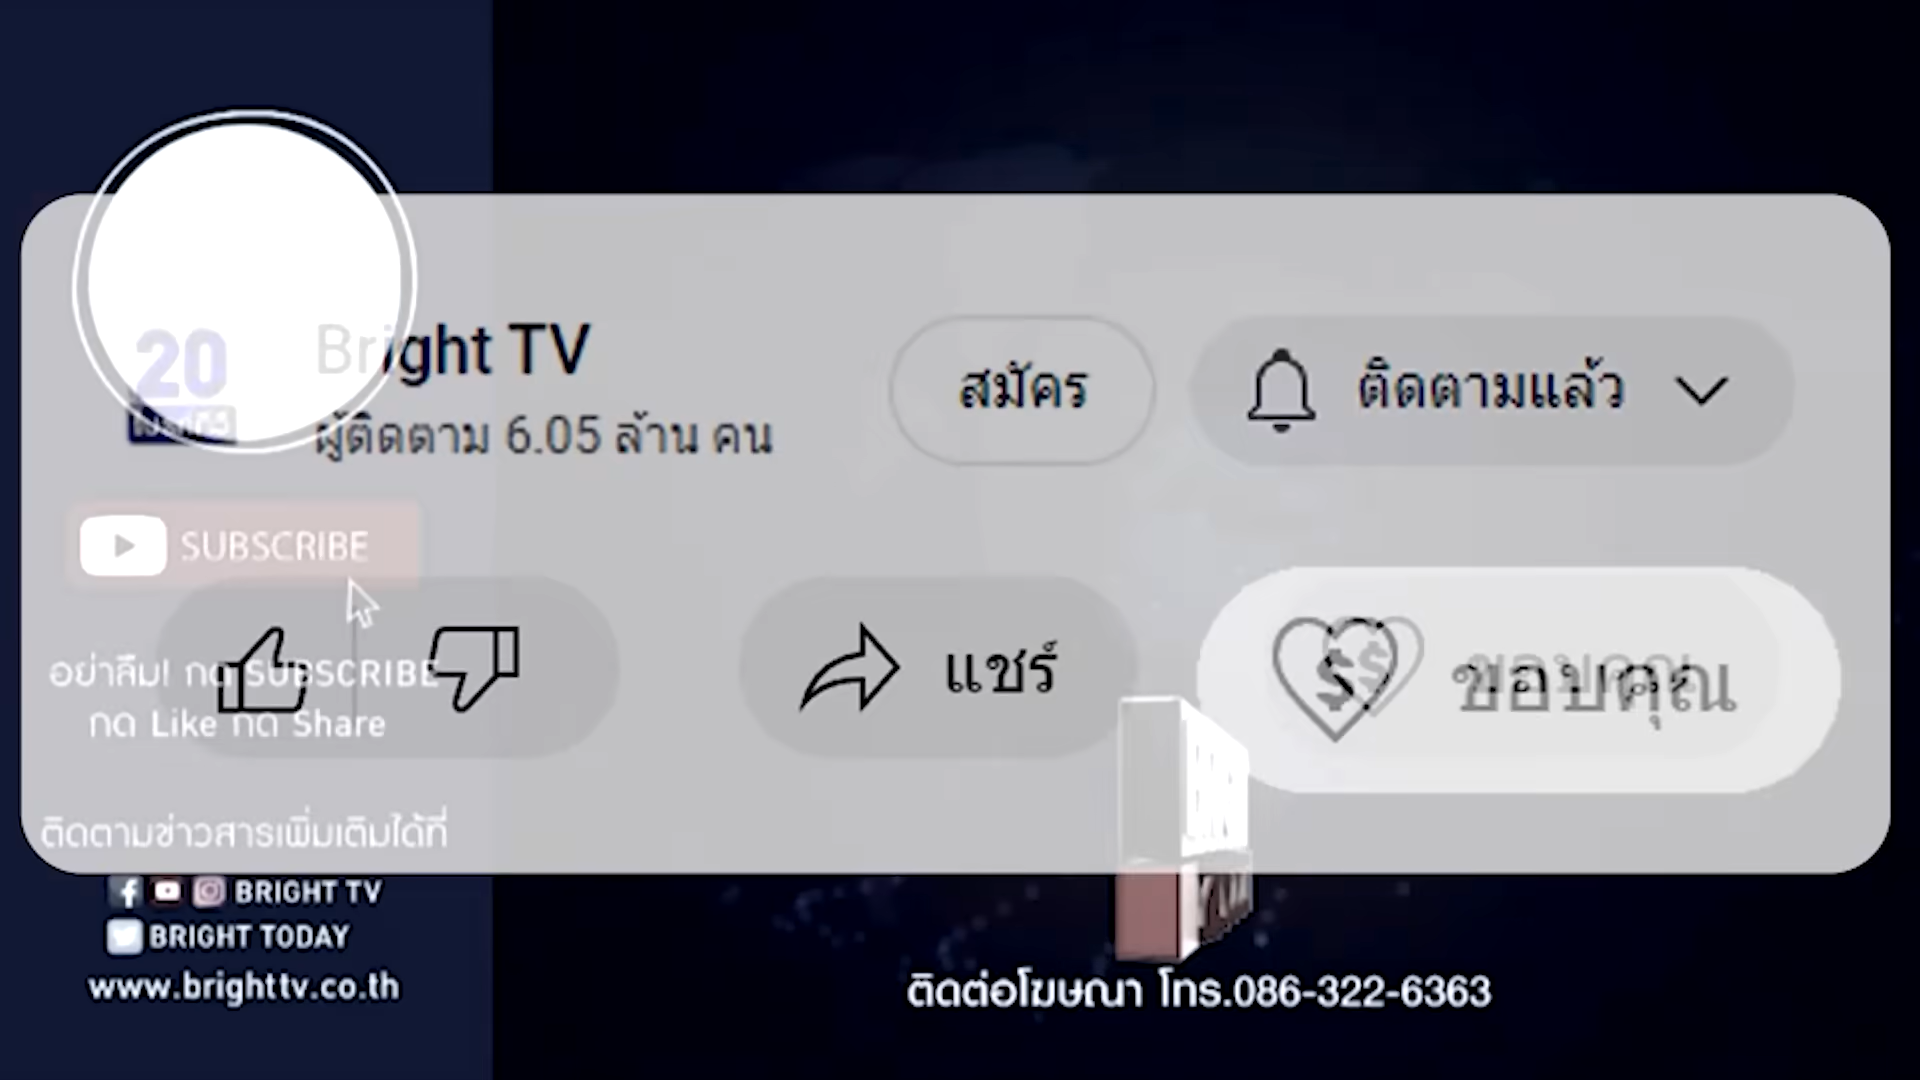 20
Bright TV
ผู้ติดตาม 6.05 ล้าน คน
สมัคร
ติดตามแล้ว
SUBSCRIBE
แชร์
ขอบคุณ
อย่าลืม! กด SUBSCRIBE
กด Like กด Share
ติดตามข่าวสารเพิ่มเติมได้ที่
BRIGHT TV
BRIGHT TODAY
www.brighttv.co.th
ติดต่อโฆษณา โทร.086-322-6363